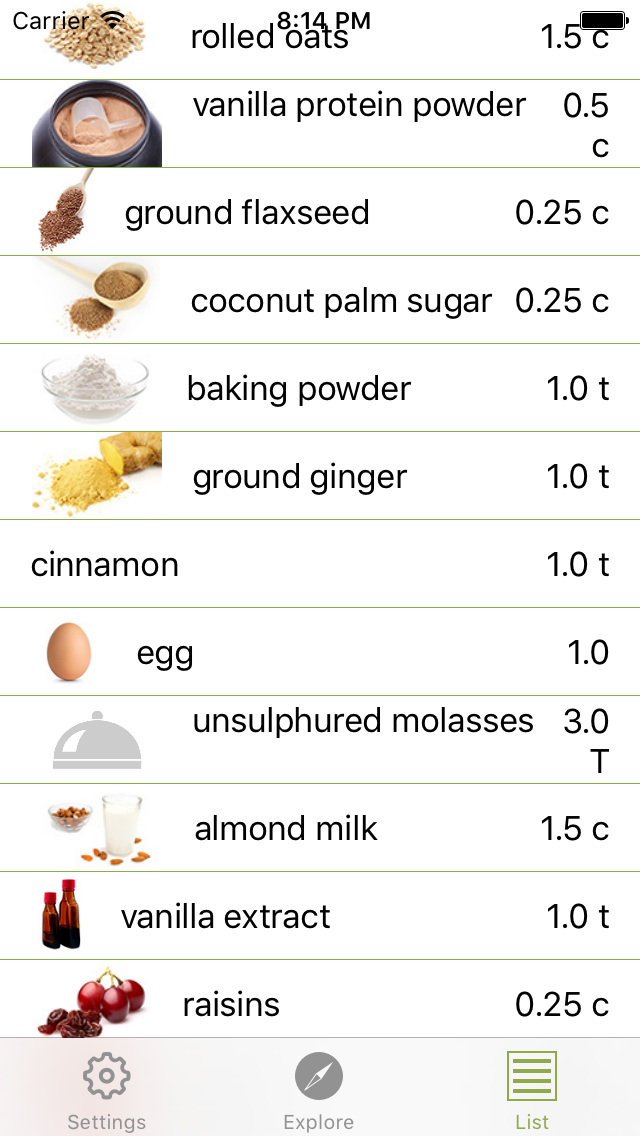 Carrier 8:14 PM
rolled oats 1.5 c
vanilla protein powder 0.5
c
ground flaxseed 0.25 c
coconut palm sugar 0.25 c
baking powder 1.0 t
ground ginger 1.0 t
cinnamon 1.0 t
egg 1.0
unsulphured molasses 3.0
T
almond milk 1.5 c
vanilla extract 1.0 t
raisins 0.25 c
Settings Explore List